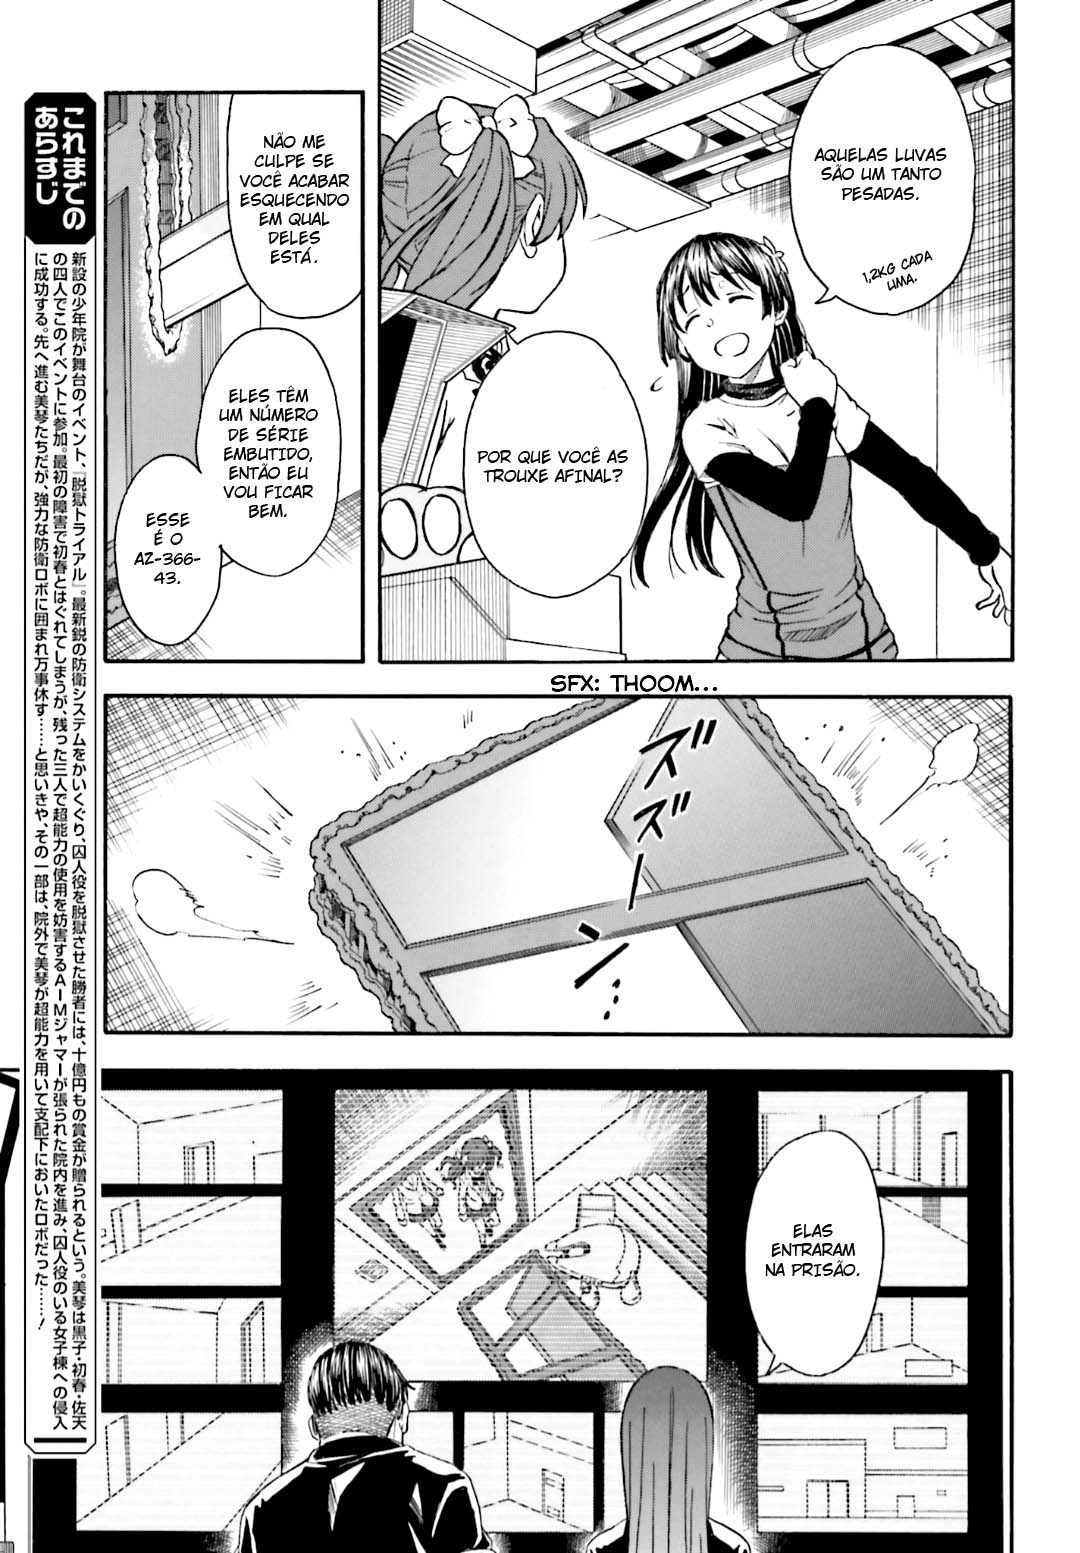 AQUELAS LUVAS
SÃO UM TANTO
PESADAS.
1,2KG CADA
UMA.
POR QUE VOCÊ AS
TROUXE AFINAL?
NÃO ME
CULPE SE
VOCÊ ACABAR
ESQUECENDO
EM QUAL
DELES
ESTÁ.
ELES TÊM
UM NÚMERO
DE SÉRIE
EMBUTIDO,
ENTÃO EU
VOU FICAR
BEM.
ESSE
É O
AZ-366-
43.
SFX: THOOM...
ズズン…
ELAS
ENTRARAM
NA PRISÃO.
これまでの
あらすじ
新設の少年院が舞台のイベント、『脱獄トライアル』。最新鋭の防衛システムをかいくぐり、囚人役を脱獄させた勝者には、十億円もの賞金が贈られるという。美琴は黒子・初春・佐天
の四人でこのイベントに参加。最初の障害で初春とはぐれてしまうが、残った三人で超能力の使用を妨害するAIMジャマーが張られた院内を進み、囚人役のいる女子棟への侵入
に成功する。先へ進む美琴たちだが、強力な防衛ロボに囲まれ万事休す……と思いきや、その一部は、院外で美琴が超能力を用いて支配下においたロボだった……！